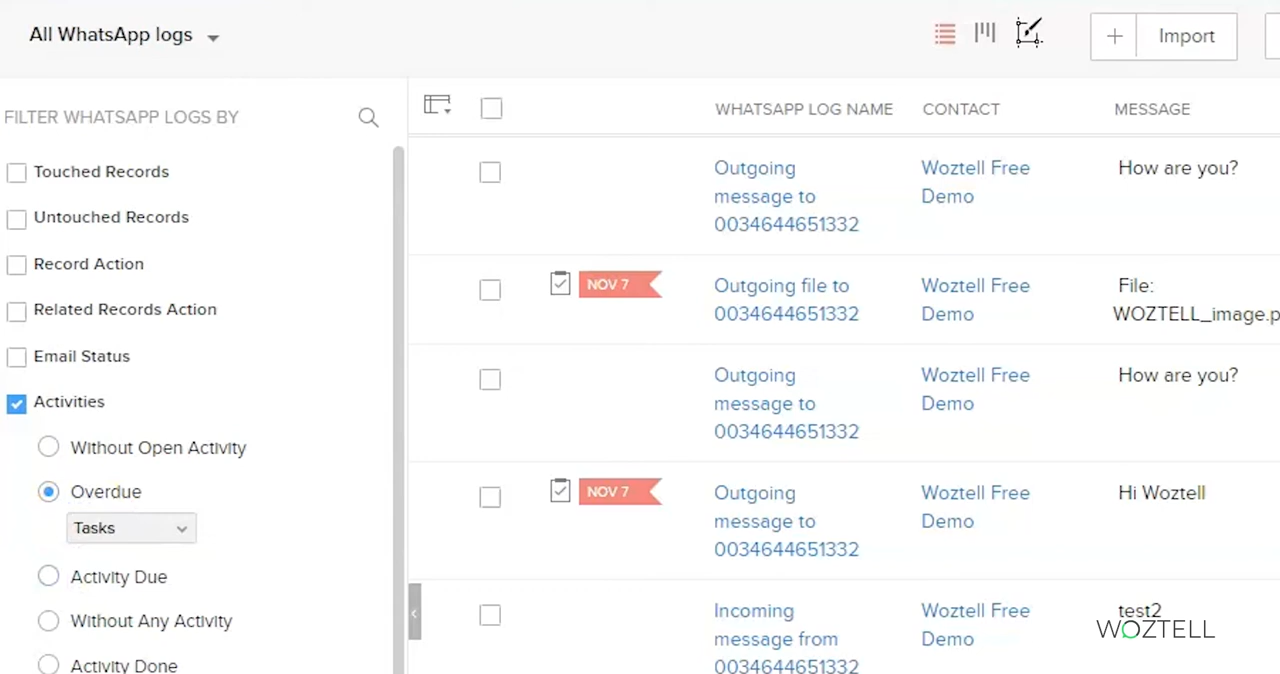 All WhatsApp logs
Import
FILTER WHATSAPP LOGS BY
Touched Records
Untouched Records
Record Action
Related Records Action
Email Status
Activities
Without Open Activity
Overdue
Tasks
Activity Due
Without Any Activity
Activity Done
WHATSAPP LOG NAME CONTACT MESSAGE
Outgoing
message to
0034644651332
Woztell Free
Demo
How are you?
NOV 7
Outgoing file to
0034644651332
Woztell Free
Demo
File:
WOZTELL_image.p
Outgoing
message to
0034644651332
Woztell Free
Demo
How are you?
NOV 7
Outgoing
message to
0034644651332
Woztell Free
Demo
Hi Woztell
Incoming
message from
0034644651332
Woztell Free
Demo
test2
WOZTELL